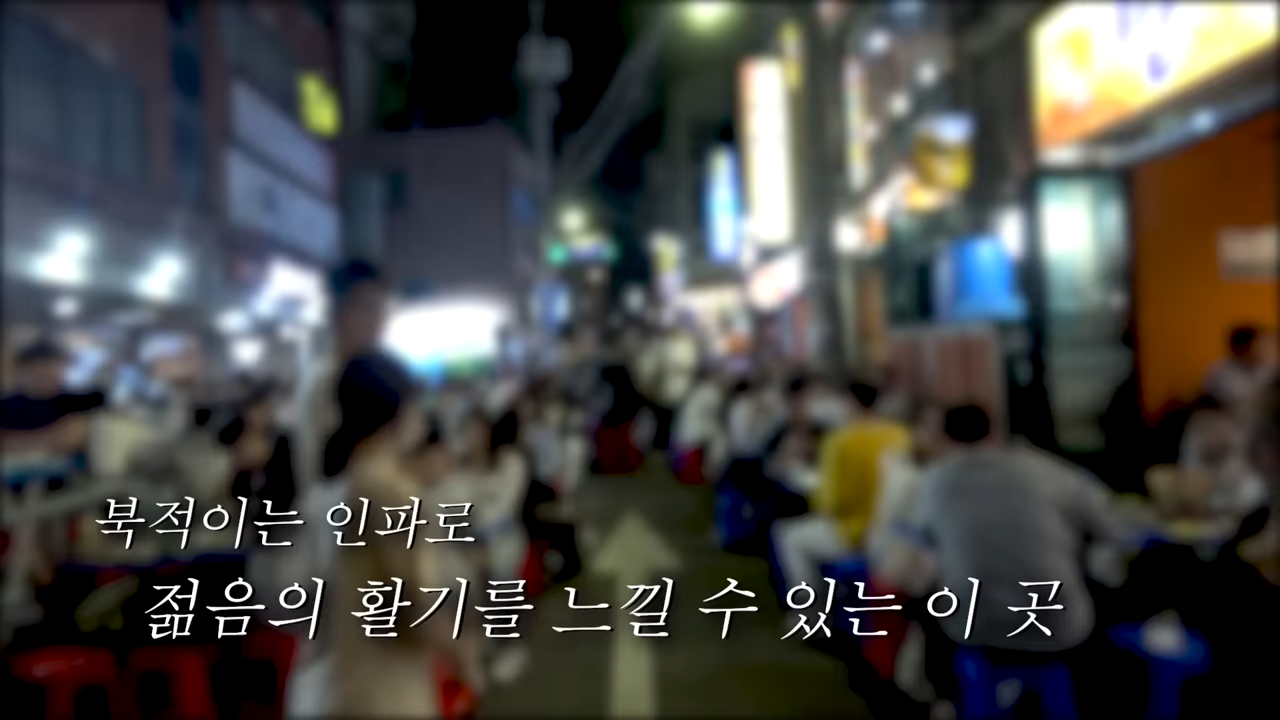 북적이는 인파로
젊음의 활기를 느낄 수 있는 이 곳